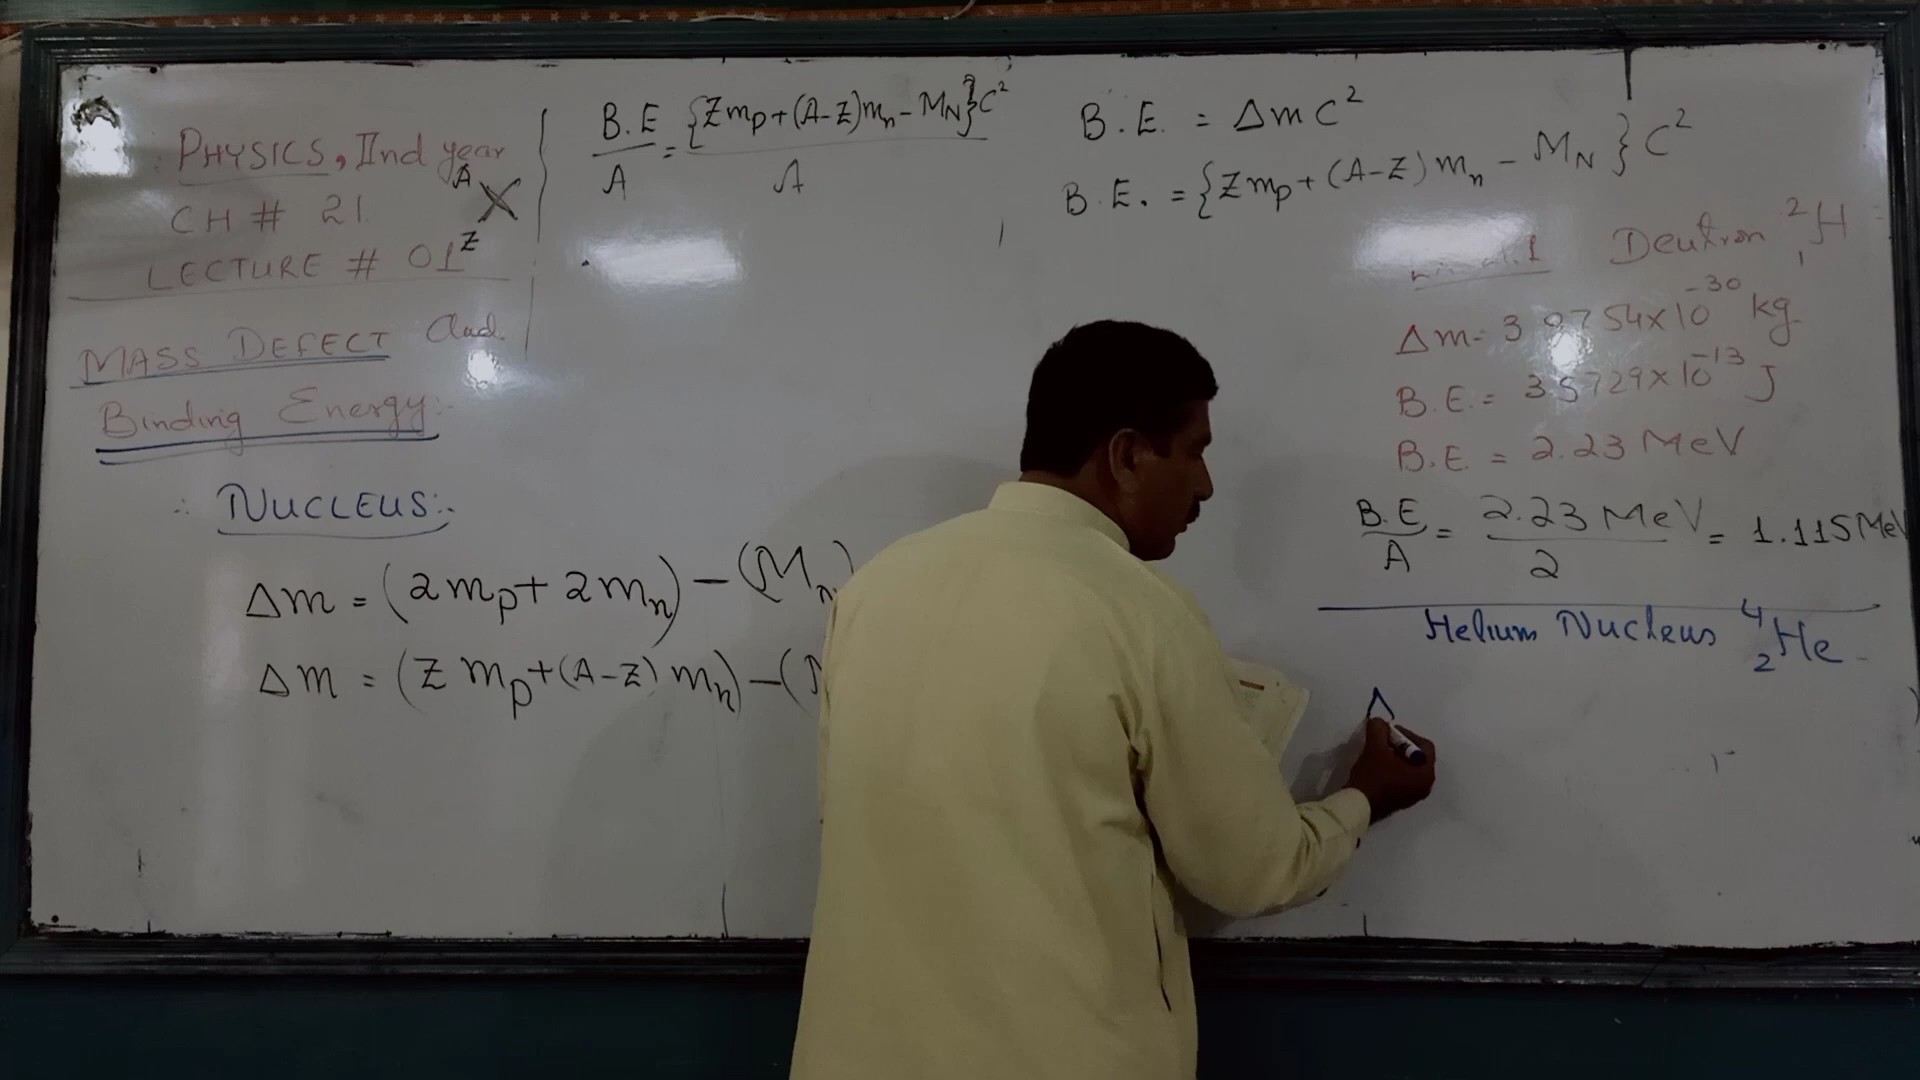 PHYSICS, IInd year
CH # 21
LECTURE # 01
A
X
Z
MASS DEFECT And
Binding Energy:-
∴ NUCLEUS:-
Δm = (2mp + 2mn) - (Mn)
Δm = (Z mp + (A-Z) mn) - (
B.E / A = {Zmp + (A-Z)mn - MN}C² / A
B.E. = ΔmC²
B.E. = {Zmp + (A-Z)mn - MN}C²
Deutron ²₁H
Δm = 3.9754×10⁻³⁰ kg
B.E. = 3.5729×10⁻¹³ J
B.E. = 2.23 MeV
B.E / A = 2.23 MeV / 2 = 1.115 MeV
Helium Nucleus ⁴₂He
Δ